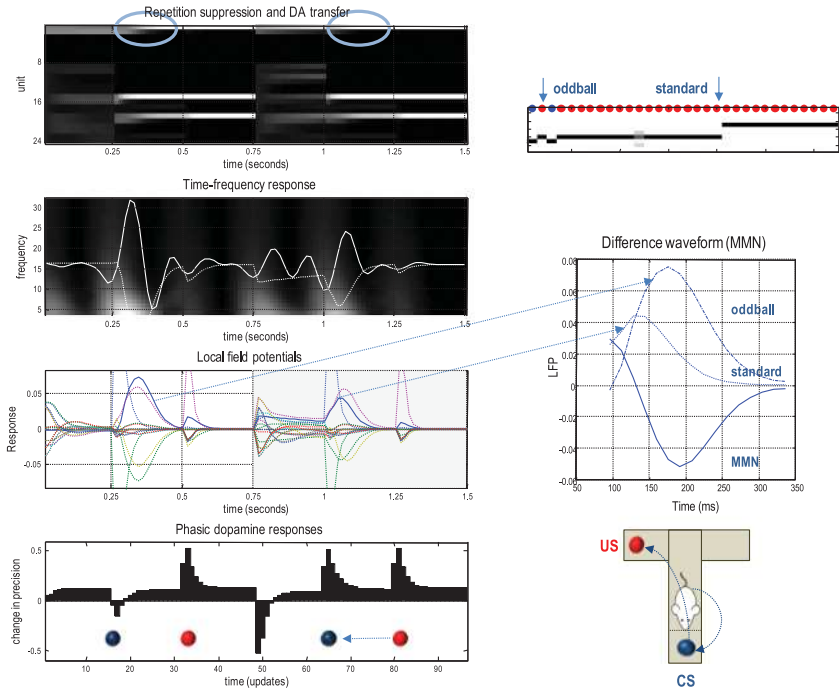 Repetition suppression and DA transfer
unit
8
16
24
0.25 0.5 0.75 1 1.25 1.5
time (seconds)
oddball standard
Time-frequency response
frequency
30
25
20
15
10
5
0.25 0.5 0.75 1 1.25 1.5
time (seconds)
Local field potentials
Response
0.05
0
-0.05
0.25 0.5 0.75 1 1.25 1.5
time (seconds)
Difference waveform (MMN)
LFP
0.08
0.06
0.04
0.02
0
-0.02
-0.04
-0.06
oddball
standard
MMN
50 100 150 200 250 300 350
Time (ms)
Phasic dopamine responses
change in precision
0.5
0
-0.5
10 20 30 40 50 60 70 80 90
time (updates)
US
CS